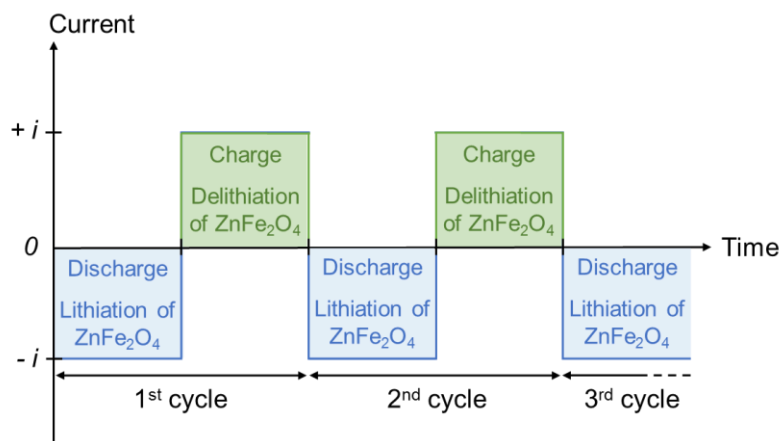 Current
+ i
Charge
Delithiation
of ZnFe₂O₄
Charge
Delithiation
of ZnFe₂O₄
0
Time
Discharge
Lithiation of
ZnFe₂O₄
Discharge
Lithiation of
ZnFe₂O₄
Discharge
Lithiation of
ZnFe₂O₄
- i
1ˢᵗ cycle
2ⁿᵈ cycle
3ʳᵈ cycle